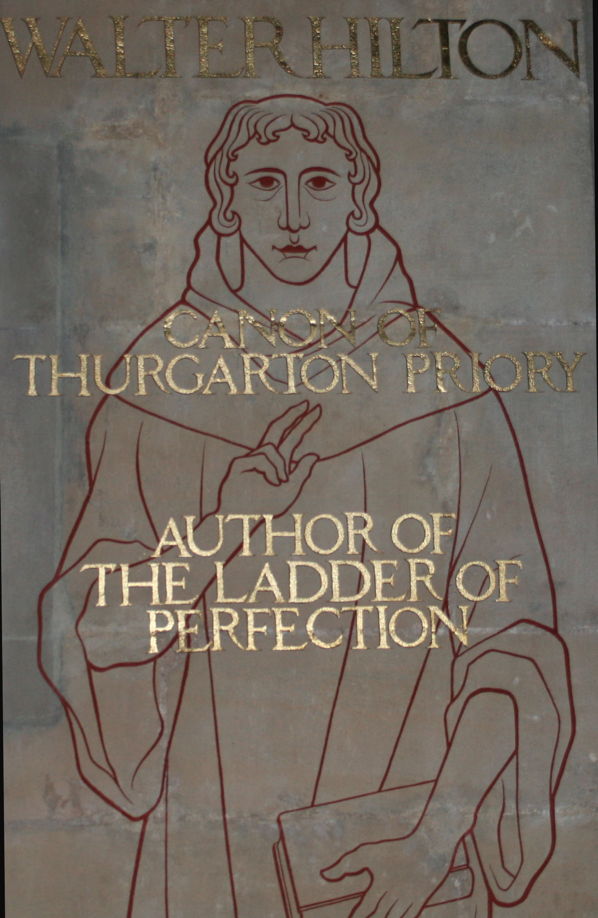 WALTER HILTON
CANON OF
THURGARTON PRIORY
AUTHOR OF
THE LADDER OF
PERFECTION